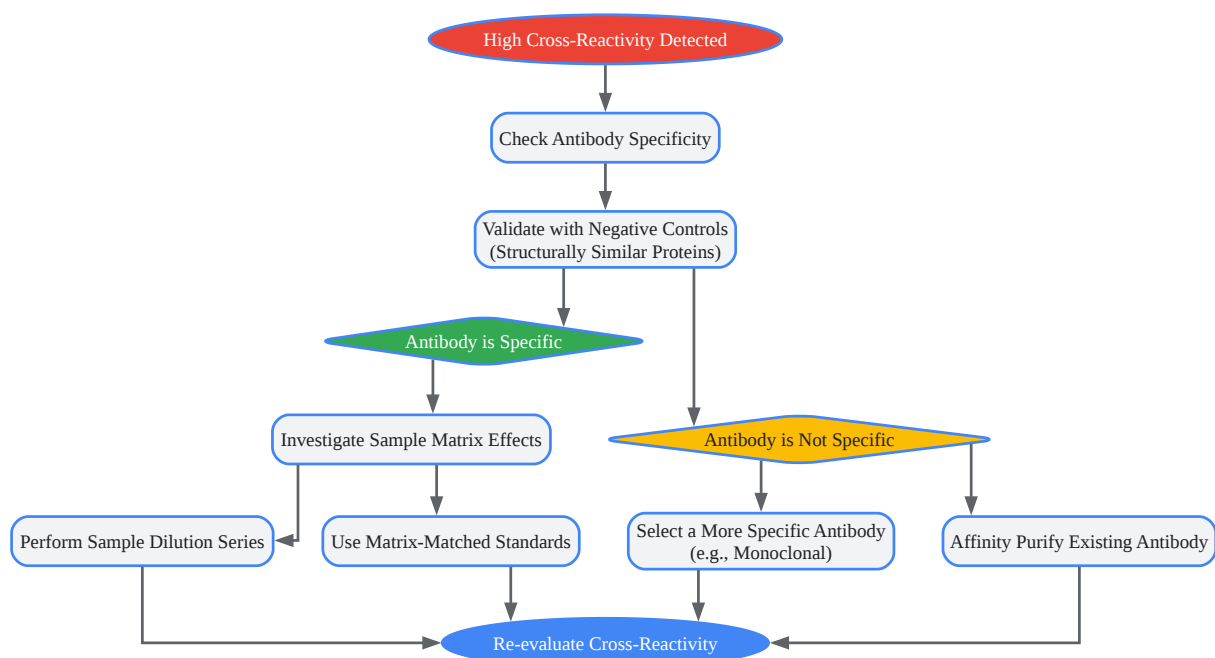 High Cross-Reactivity Detected
Check Antibody Specificity
Validate with Negative Controls
(Structurally Similar Proteins)
Antibody is Specific
Investigate Sample Matrix Effects
Antibody is Not Specific
Perform Sample Dilution Series
Use Matrix-Matched Standards
Select a More Specific Antibody
(e.g., Monoclonal)
Affinity Purify Existing Antibody
Re-evaluate Cross-Reactivity